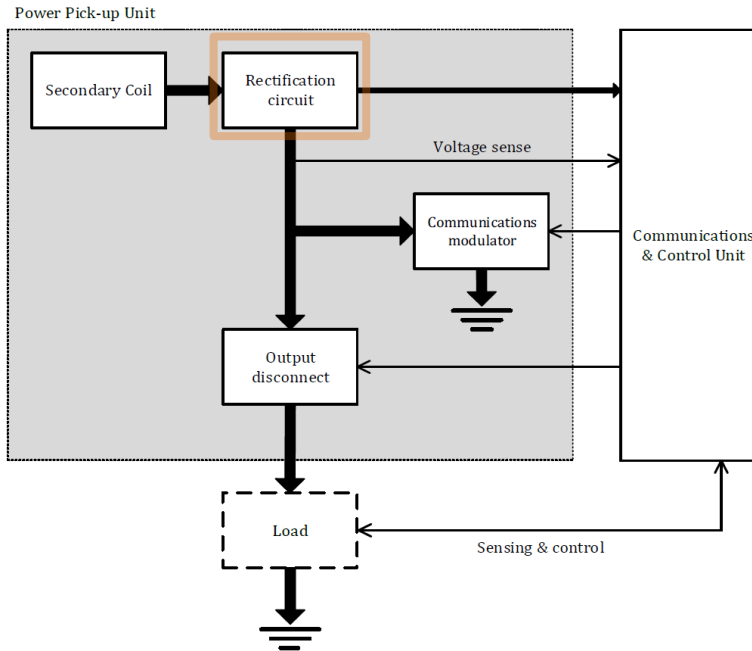 Power Pick-up Unit
Secondary Coil
Rectification
circuit
Voltage sense
Communications
modulator
Communications
& Control Unit
Output
disconnect
Load
Sensing & control